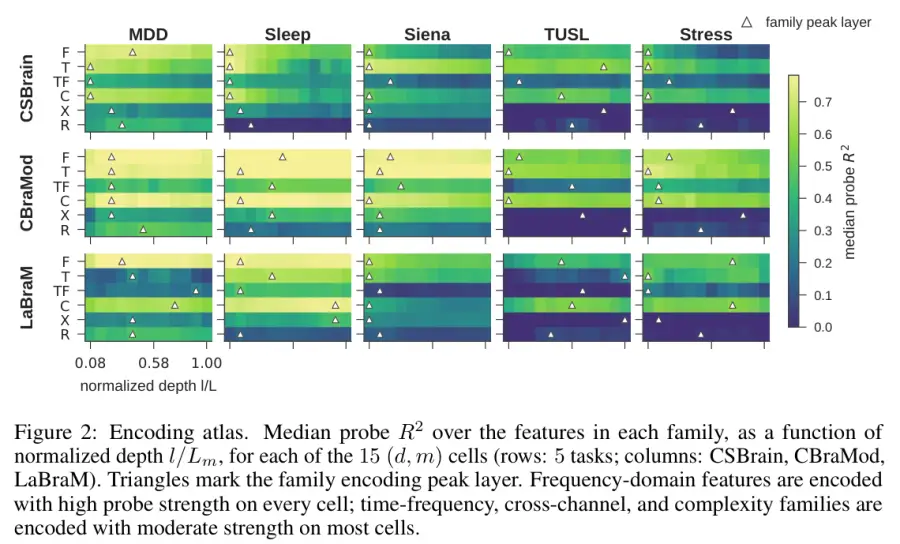 MDD Sleep Siena TUSL Stress △ family peak layer
CSBrain
F
T
TF
C
X
R
CBraMod
F
T
TF
C
X
R
LaBraM
F
T
TF
C
X
R
0.08 0.58 1.00
normalized depth l/L
0.7
0.6
0.5
0.4
0.3
0.2
0.1
0.0
median probe R²
Figure 2: Encoding atlas. Median probe R² over the features in each family, as a function of
normalized depth l/Lₘ, for each of the 15 (d, m) cells (rows: 5 tasks; columns: CSBrain, CBraMod,
LaBraM). Triangles mark the family encoding peak layer. Frequency-domain features are encoded
with high probe strength on every cell; time-frequency, cross-channel, and complexity families are
encoded with moderate strength on most cells.